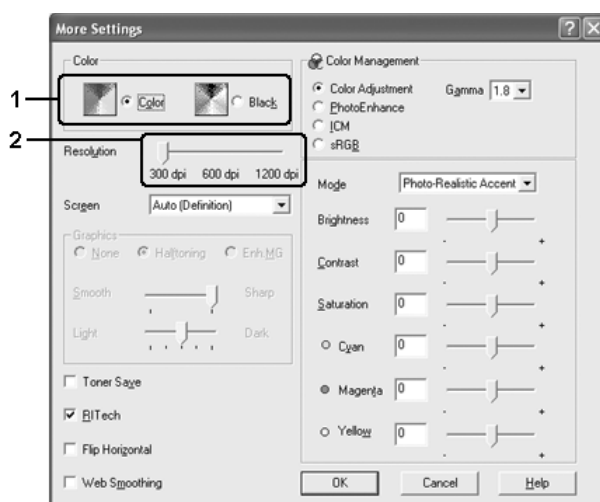 More Settings
Color
1
Color
Black
2
Resolution
300 dpi 600 dpi 1200 dpi
Screen
Auto (Definition)
Graphics
None
Halftoning
Enh.MG
Smooth
Sharp
Light
Dark
Toner Save
RITech
Flip Horizontal
Web Smoothing
Color Management
Color Adjustment
Gamma
1.8
PhotoEnhance
ICM
sRGB
Mode
Photo-Realistic Accent
Brightness
0
- +
Contrast
0
- +
Saturation
0
- +
Cyan
0
- +
Magenta
0
- +
Yellow
0
- +
OK
Cancel
Help